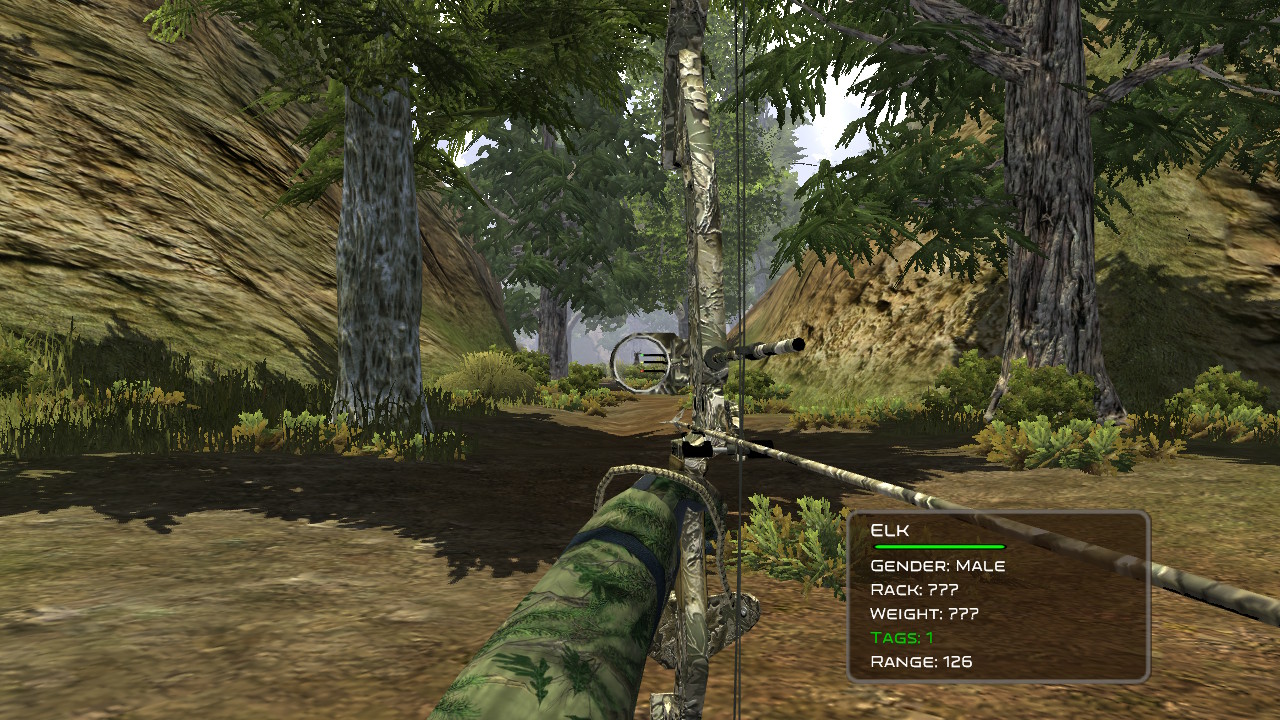 ELK
GENDER: MALE
RACK: ???
WEIGHT: ???
TAGS: 1
RANGE: 126